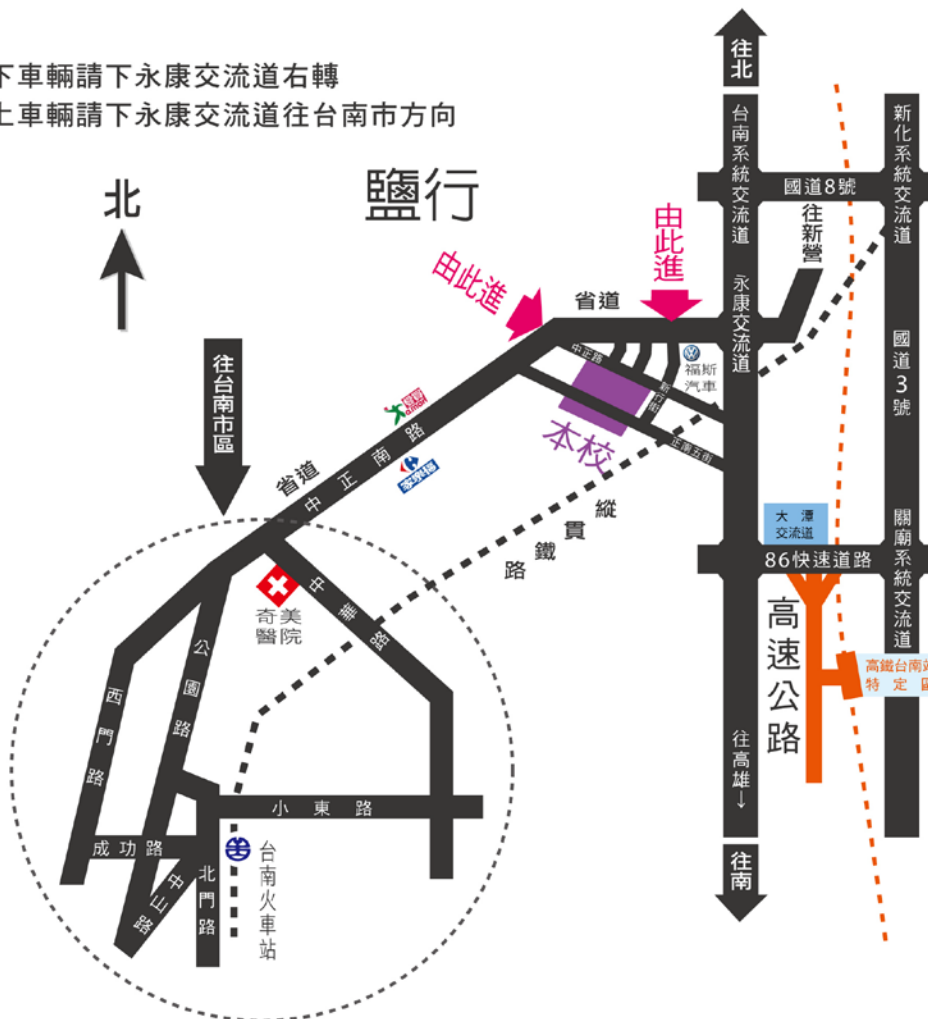 下車輛請下永康交流道右轉
上車輛請下永康交流道往台南市方向
往北
北
鹽行
台南系統交流道
新化系統交流道
國道8號
往新營
由此進
由此進
省道
永康交流道
國道3號
中正路
福斯
汽車
新行街
正南五街
本校
往台南市區
省道
中正南路
家樂福
縱貫鐵路
大潭
交流道
86快速道路
關廟系統交流道
高速公路
高鐵台南站
特定區
奇美
醫院
中華路
公園路
西門路
小東路
成功路
中山路
北門路
台南火車站
往高雄↓
往南